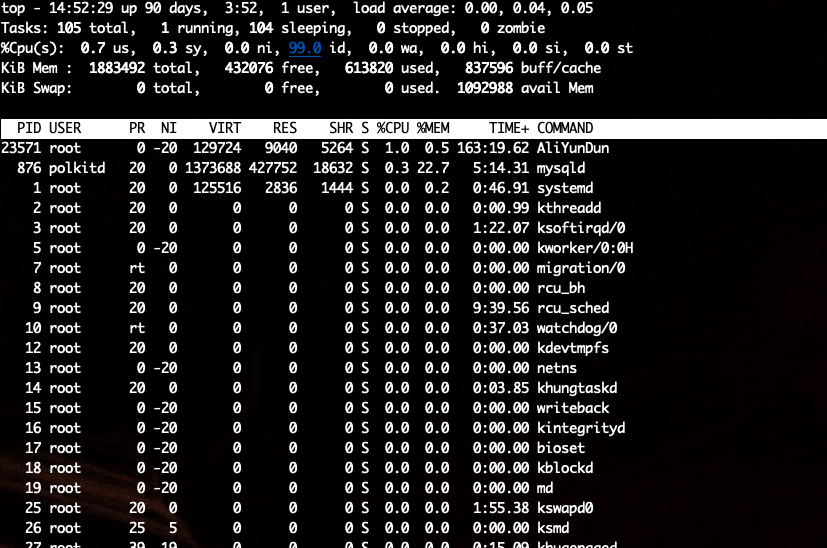 top - 14:52:29 up 90 days,  3:52,  1 user,  load average: 0.00, 0.04, 0.05
Tasks: 105 total,   1 running, 104 sleeping,   0 stopped,   0 zombie
%Cpu(s):  0.7 us,  0.3 sy,  0.0 ni, 99.0 id,  0.0 wa,  0.0 hi,  0.0 si,  0.0 st
KiB Mem :  1883492 total,   432076 free,   613820 used,   837596 buff/cache
KiB Swap:        0 total,        0 free,        0 used.  1092988 avail Mem
PID USER      PR  NI    VIRT    RES    SHR S %CPU %MEM     TIME+ COMMAND
23571 root       0 -20  129724   9040   5264 S  1.0  0.5 163:19.62 AliYunDun
876 polkitd   20   0 1373688 427752  18632 S  0.3 22.7   5:14.31 mysqld
1 root      20   0  125516   2836   1444 S  0.0  0.2   0:46.91 systemd
2 root      20   0       0      0      0 S  0.0  0.0   0:00.99 kthreadd
3 root      20   0       0      0      0 S  0.0  0.0   1:22.07 ksoftirqd/0
5 root       0 -20       0      0      0 S  0.0  0.0   0:00.00 kworker/0:0H
7 root      rt   0       0      0      0 S  0.0  0.0   0:00.00 migration/0
8 root      20   0       0      0      0 S  0.0  0.0   0:00.00 rcu_bh
9 root      20   0       0      0      0 S  0.0  0.0   9:39.56 rcu_sched
10 root      rt   0       0      0      0 S  0.0  0.0   0:37.03 watchdog/0
12 root      20   0       0      0      0 S  0.0  0.0   0:00.00 kdevtmpfs
13 root       0 -20       0      0      0 S  0.0  0.0   0:00.00 netns
14 root      20   0       0      0      0 S  0.0  0.0   0:03.85 khungtaskd
15 root       0 -20       0      0      0 S  0.0  0.0   0:00.00 writeback
16 root       0 -20       0      0      0 S  0.0  0.0   0:00.00 kintegrityd
17 root       0 -20       0      0      0 S  0.0  0.0   0:00.00 bioset
18 root       0 -20       0      0      0 S  0.0  0.0   0:00.00 kblockd
19 root       0 -20       0      0      0 S  0.0  0.0   0:00.00 md
25 root      20   0       0      0      0 S  0.0  0.0   1:55.38 kswapd0
26 root      25   5       0      0      0 S  0.0  0.0   0:00.00 ksmd
27 root      39  19       0      0      0 S  0.0  0.0   0:15.09